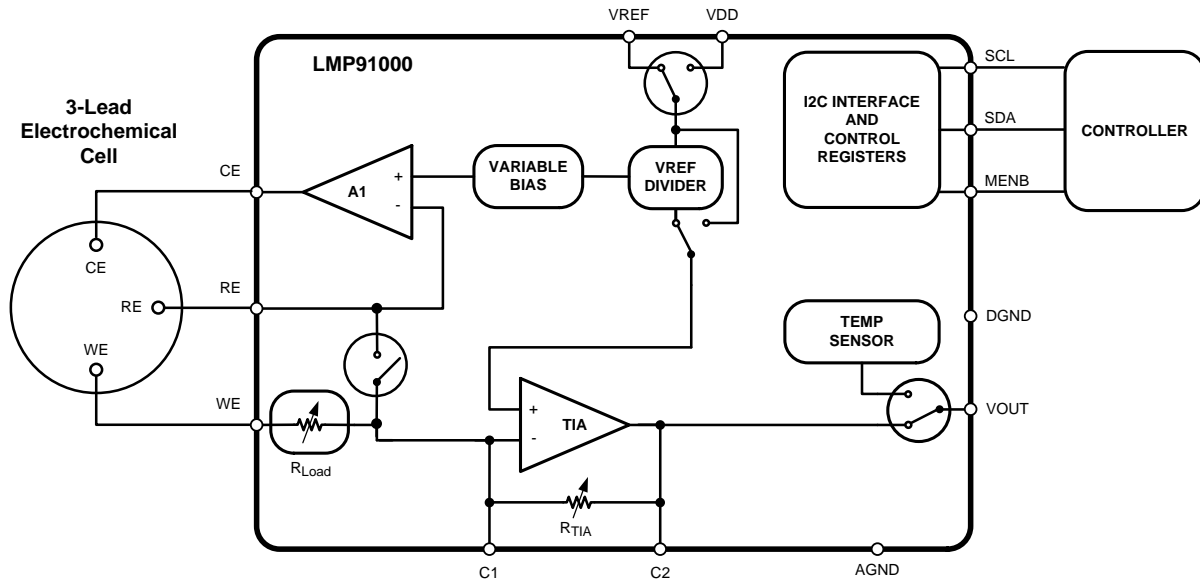 VREF
VDD
LMP91000
3-Lead
Electrochemical
Cell
CE
A1
+
-
VARIABLE
BIAS
VREF
DIVIDER
I2C INTERFACE
AND
CONTROL
REGISTERS
SCL
SDA
MENB
CONTROLLER
CE
RE
RE
WE
WE
RLoad
+
-
TIA
RTIA
TEMP
SENSOR
DGND
VOUT
C1
C2
AGND